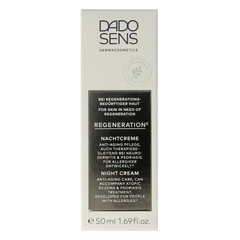 DADO
SENS
DERMACOSMETICS
BEI REGENERATIONS-
BEDÜRFTIGER HAUT
FOR SKIN IN NEED OF
REGENERATION
REGENERATION E
NACHTCREME
ANTI-AGING PFLEGE,
AUCH THERAPIEBE-
GLEITEND BEI NEURO-
DERMITIS & PSORIASIS.
FÜR ALLERGIKER
ENTWICKELT.
NIGHT CREAM
ANTI-AGING CARE, CAN
ACCOMPANY ATOPIC
ECZEMA & PSORIASIS
TREATMENT.
DEVELOPED FOR PEOPLE
WITH ALLERGIES.
℮ 50 ml 1.69 fl.oz.